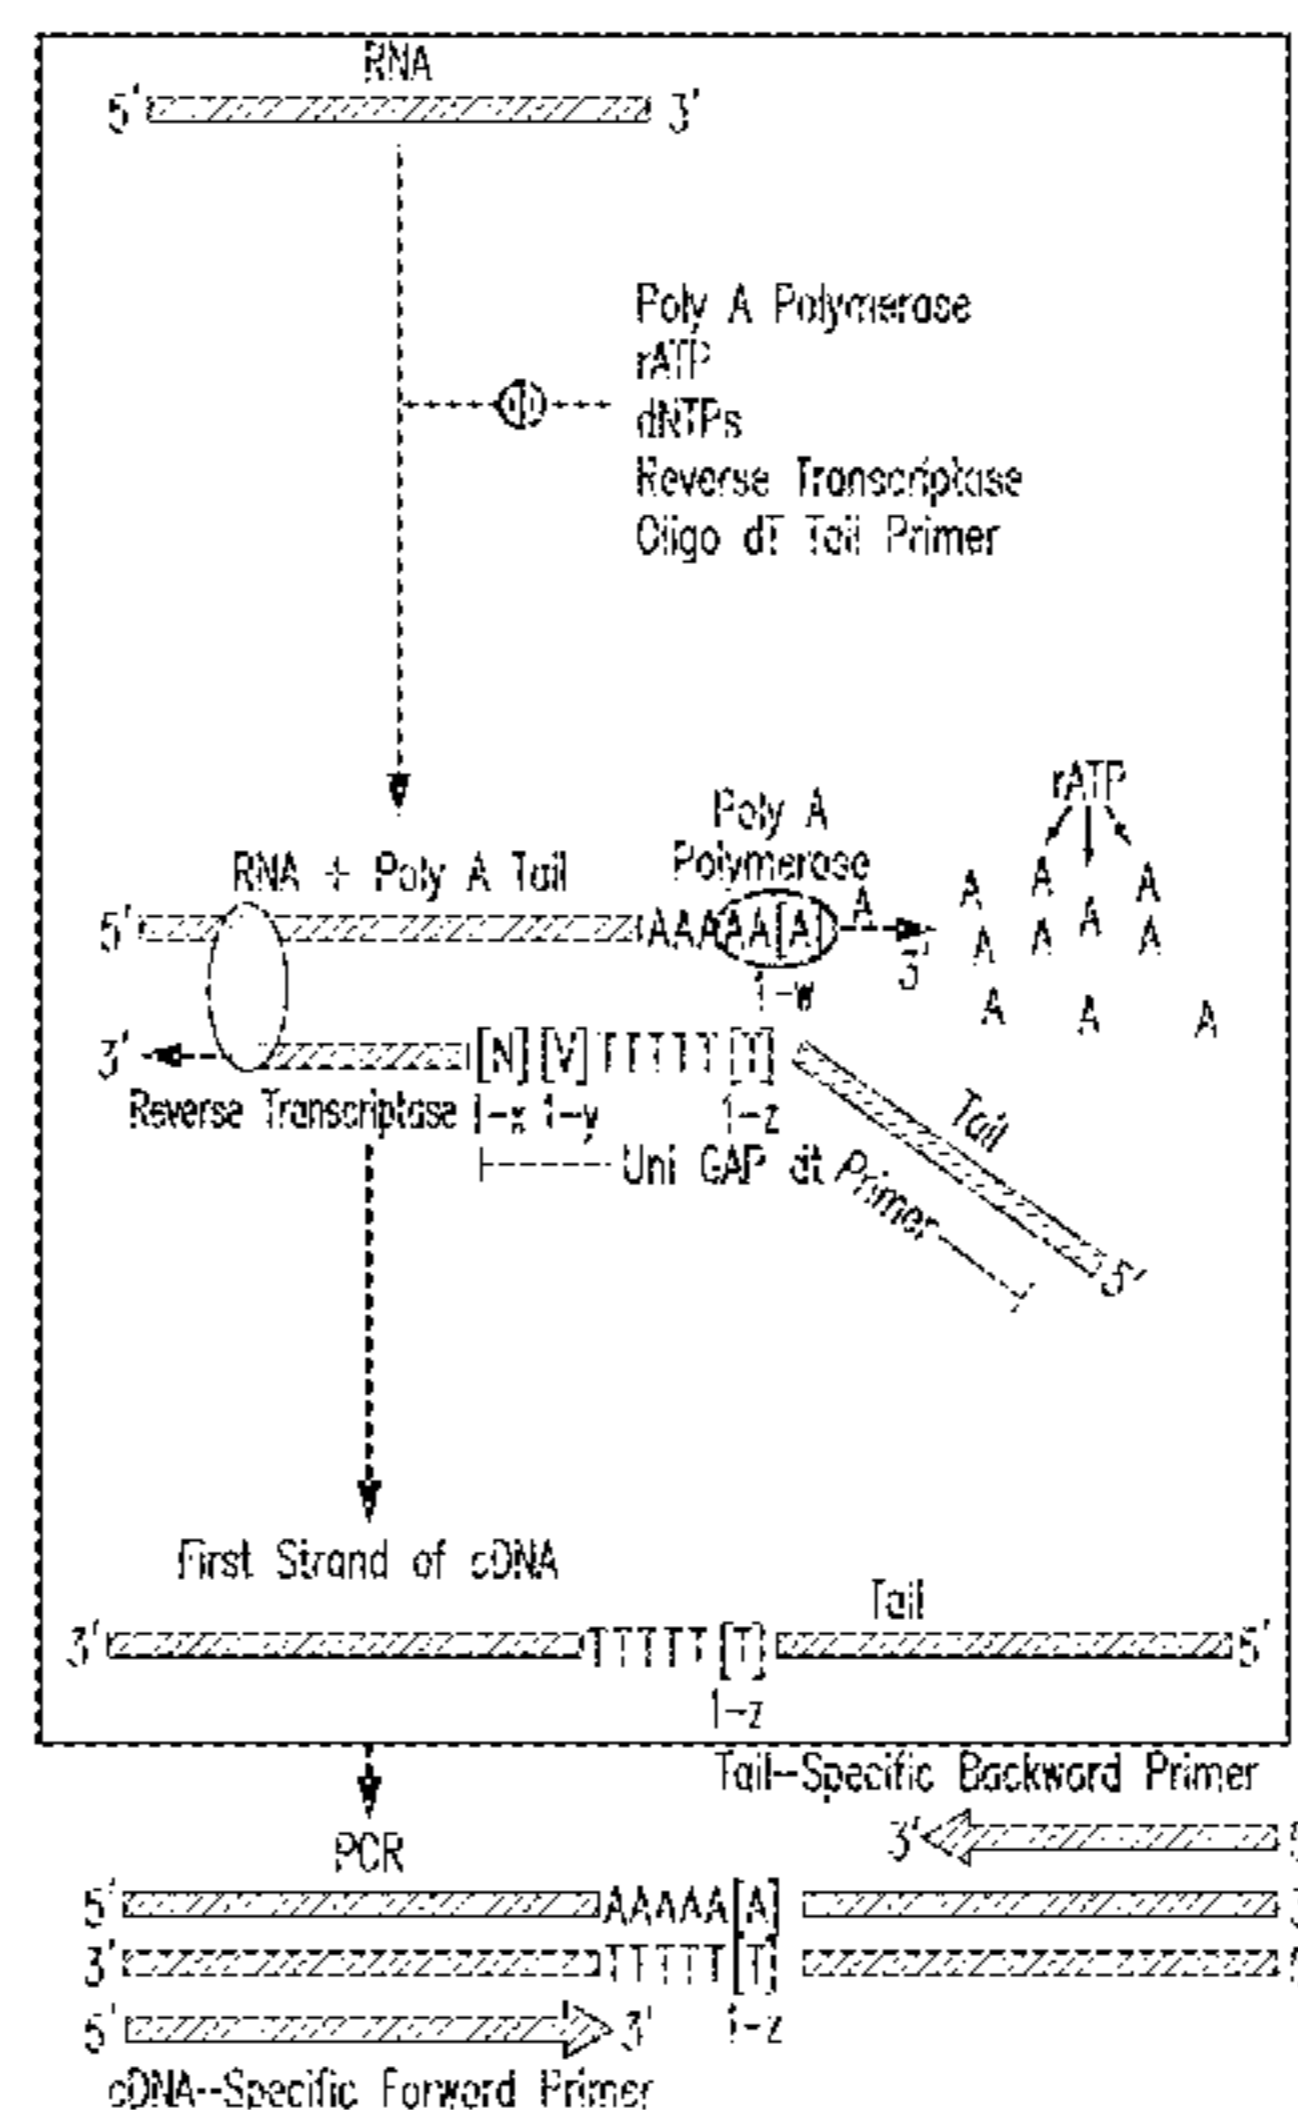 RNA
5' 3'
Poly A Polymerase
rATP
dNTPs
Reverse Transcriptase
Oligo dT Tail Primer
rATP
Poly A
Polymerase
RNA + Poly A Tail
5' AAAAA[A] A 3'
A A A A A A A A A A A
1-w
3' [N] [V] TTTTT [T]
Reverse Transcriptase 1-x 1-y 1-z
Tail
Uni GAP dt Primer
5'
First Strand of cDNA
Tail
3' TTTTT [T] 5'
1-z
Tail-Specific Backward Primer
3'
PCR
5' AAAAA[A]
3' TTTTT[T]
5' 3' 1-z
cDNA--Specific Forward Primer